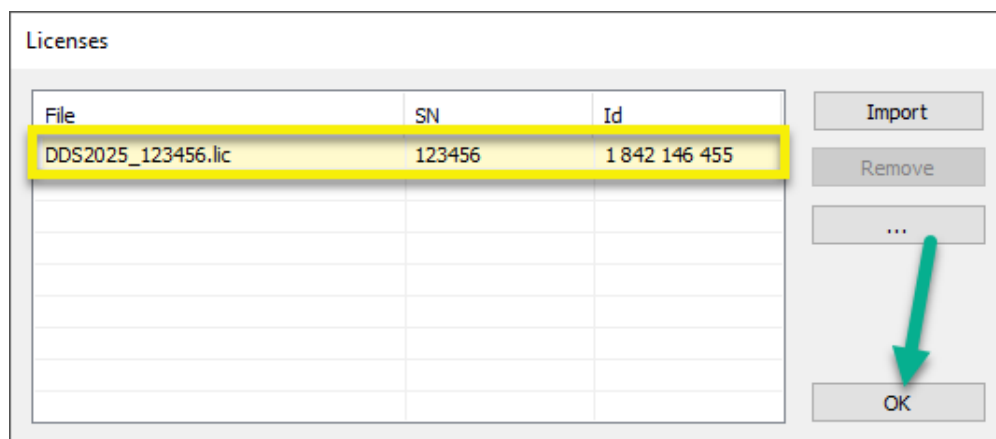 Licenses
File SN Id Import
DDS2025_123456.lic 123456 1 842 146 455
Remove
...
OK